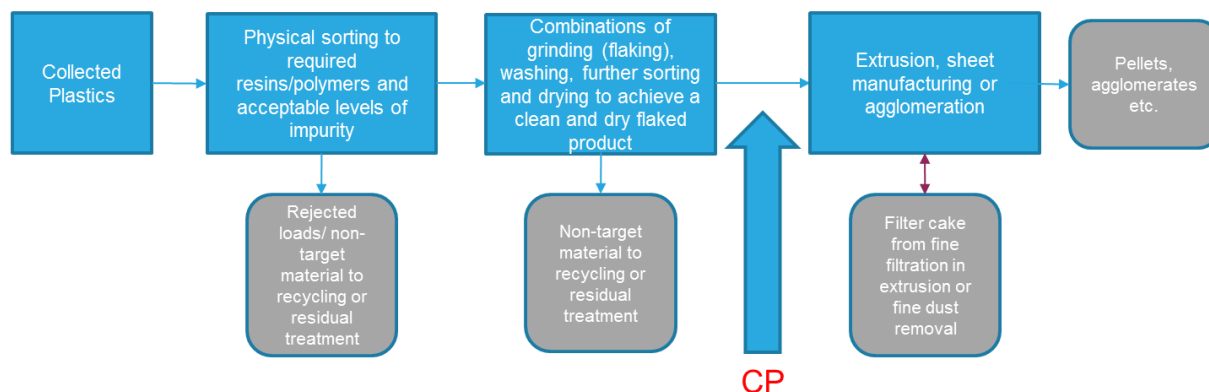 Collected
Plastics
Physical sorting to
required
resins/polymers and
acceptable levels of
impurity
Combinations of
grinding (flaking),
washing, further sorting
and drying to achieve a
clean and dry flaked
product
Extrusion, sheet
manufacturing or
agglomeration
Pellets,
agglomerates
etc.
Rejected
loads/ non-
target
material to
recycling or
residual
treatment
Non-target
material to
recycling or
residual
treatment
Filter cake
from fine
filtration in
extrusion or
fine dust
removal
CP